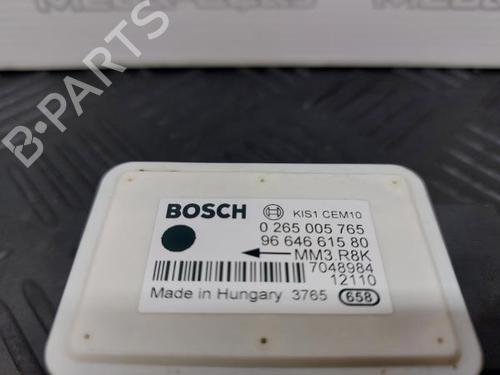 B-PARTS
BOSCH KIS1 CEM10
0 265 005 765
96 646 615 80
MM3.R8K
7048984
12110
Made in Hungary 3765 658